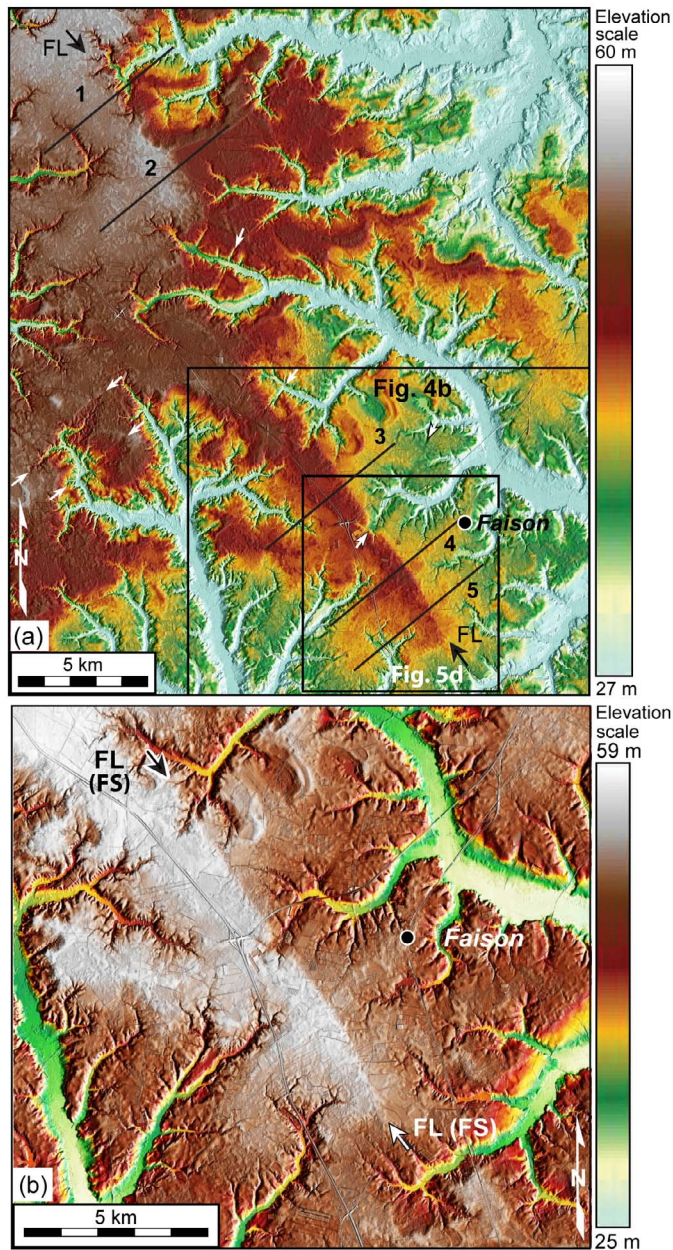 Elevation
scale
60 m
FL
1
2
Fig. 4b
3
Faison
4
5
N
FL
(a)
5 km
Fig. 5d
27 m
Elevation
scale
59 m
FL
(FS)
Faison
FL (FS)
N
(b)
5 km
25 m